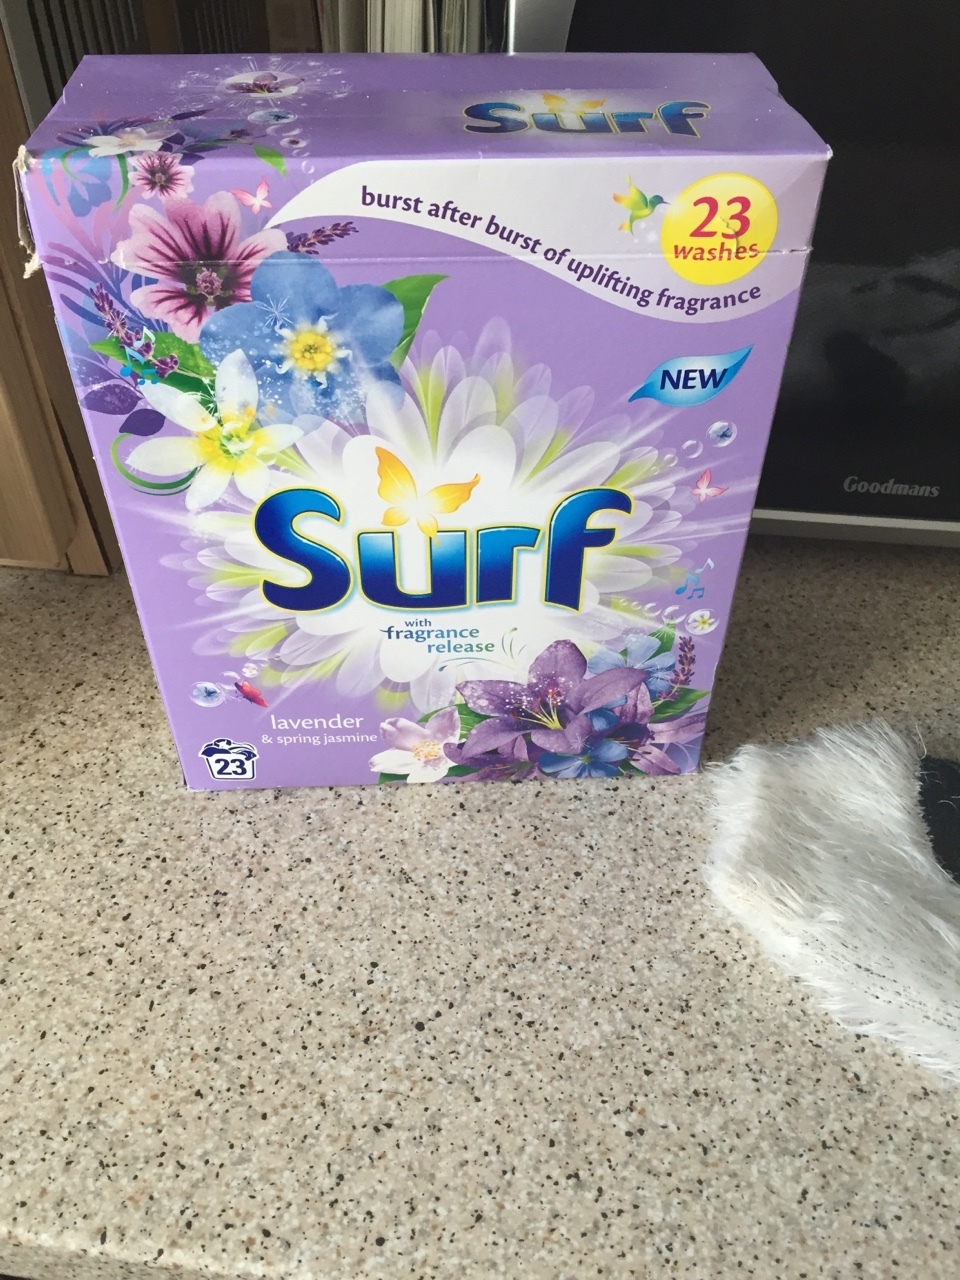 Surf
burst after burst of uplifting fragrance
23
washes
NEW
Goodmans
Surf
with
fragrance
release
lavender
& spring jasmine
23